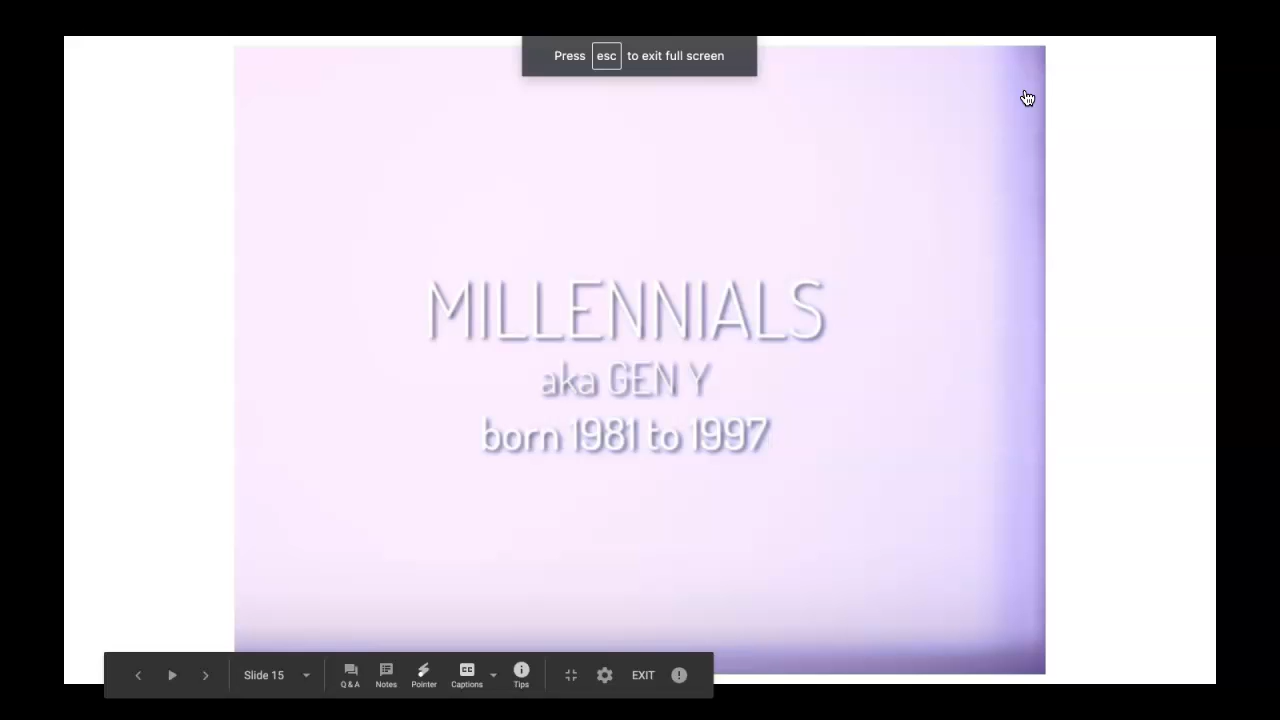 Press esc to exit full screen
MILLENNIALS
aka GEN Y
born 1981 to 1997
Slide 15
Q & A
Notes
Pointer
CC
Captions
Tips
EXIT